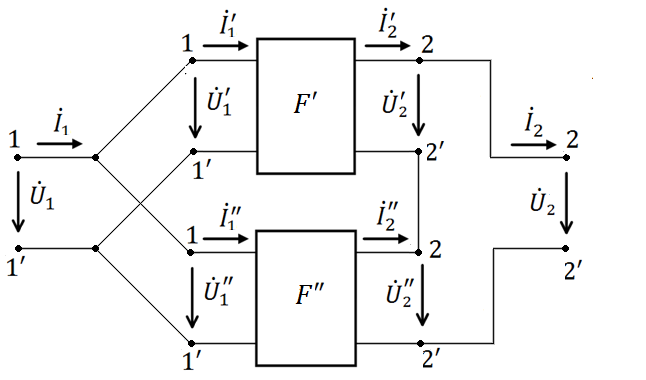 İ₁′ İ₂′
1 2
F′
U̇₁′ U̇₂′
1 İ₁ İ₂ 2
1′ 2′
U̇₁ U̇₂
İ₁″ İ₂″
1 2
1′ 2′
F″
U̇₁″ U̇₂″
1′ 2′